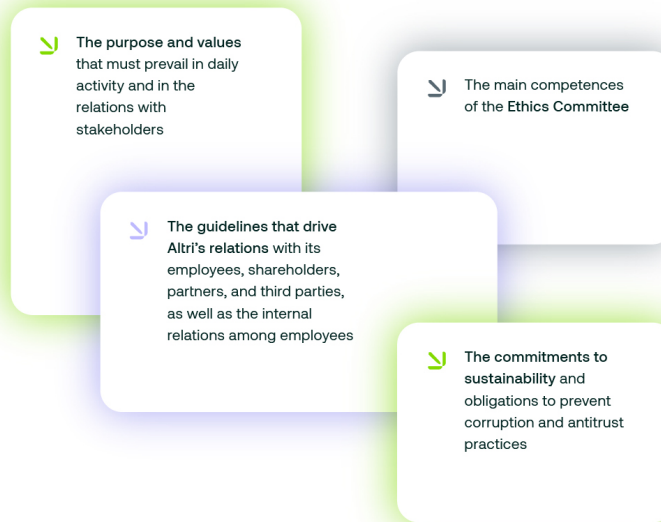 The purpose and values
that must prevail in daily
activity and in the
relations with
stakeholders
The main competences
of the Ethics Committee
The guidelines that drive
Altri's relations with its
employees, shareholders,
partners, and third parties,
as well as the internal
relations among employees
The commitments to
sustainability and
obligations to prevent
corruption and antitrust
practices